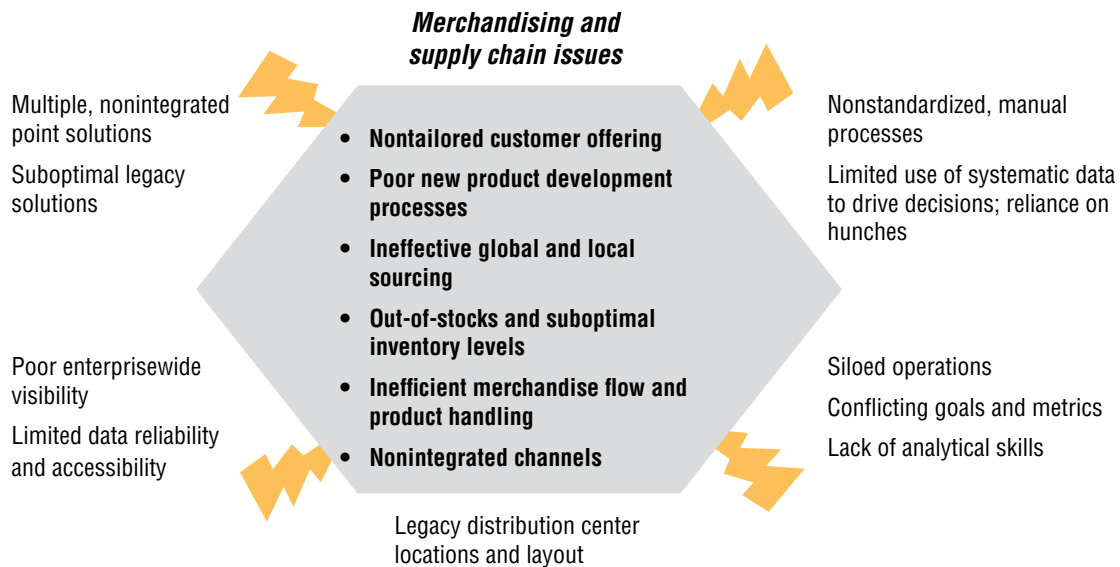 Merchandising and
supply chain issues
Multiple, nonintegrated
point solutions
Suboptimal legacy
solutions
• Nontailored customer offering
• Poor new product development
processes
• Ineffective global and local
sourcing
• Out-of-stocks and suboptimal
inventory levels
• Inefficient merchandise flow and
product handling
• Nonintegrated channels
Nonstandardized, manual
processes
Limited use of systematic data
to drive decisions; reliance on
hunches
Poor enterprisewide
visibility
Limited data reliability
and accessibility
Siloed operations
Conflicting goals and metrics
Lack of analytical skills
Legacy distribution center
locations and layout